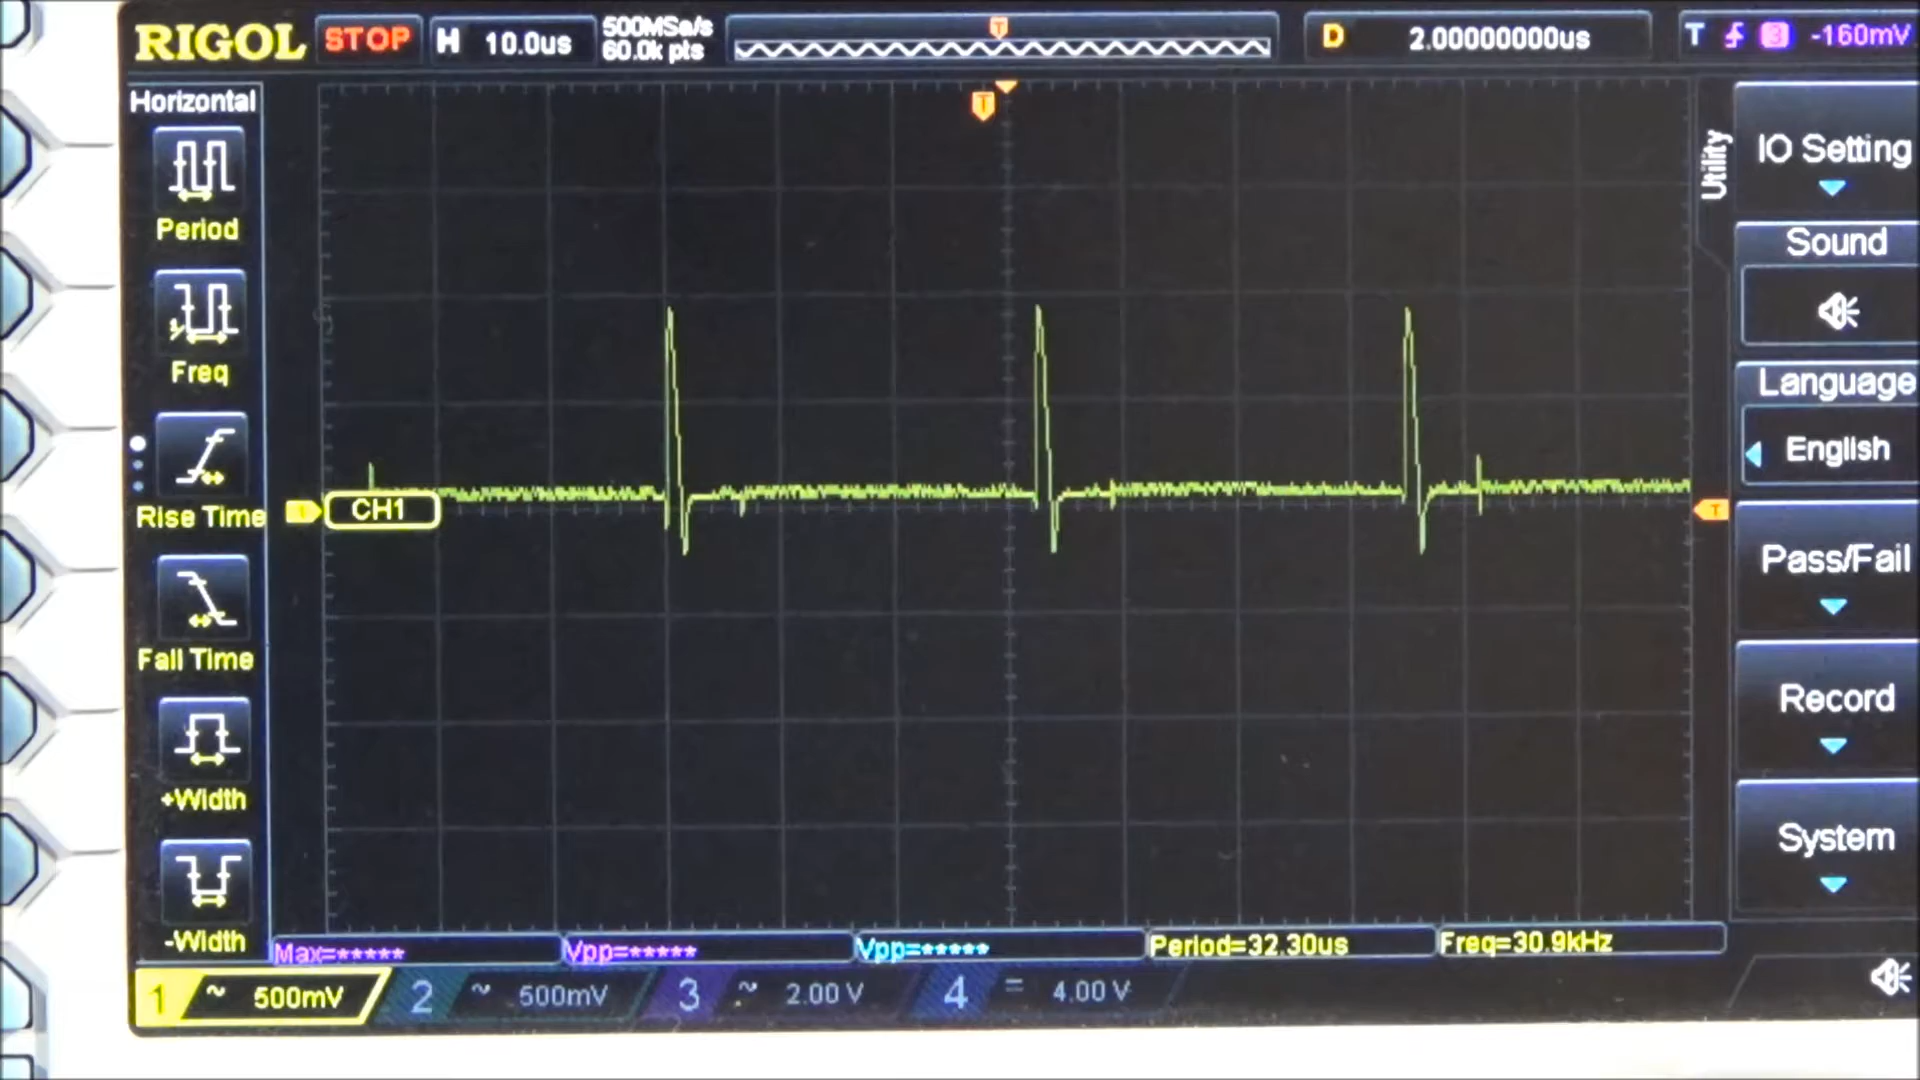 RIGOL STOP H 10.0us 500MSa/s 60.0k pts T D 2.00000000us T 3 -160mV
Horizontal
T
Period
Freq
Rise Time
Fall Time
+Width
-Width
1 CH1
T
Utility
IO Setting
Sound
Language
English
Pass/Fail
Record
System
Max=***** Vpp=***** Vpp=***** Period=32.30us Freq=30.9kHz
1 ~ 500mV 2 ~ 500mV 3 ~ 2.00 V 4 = 4.00 V